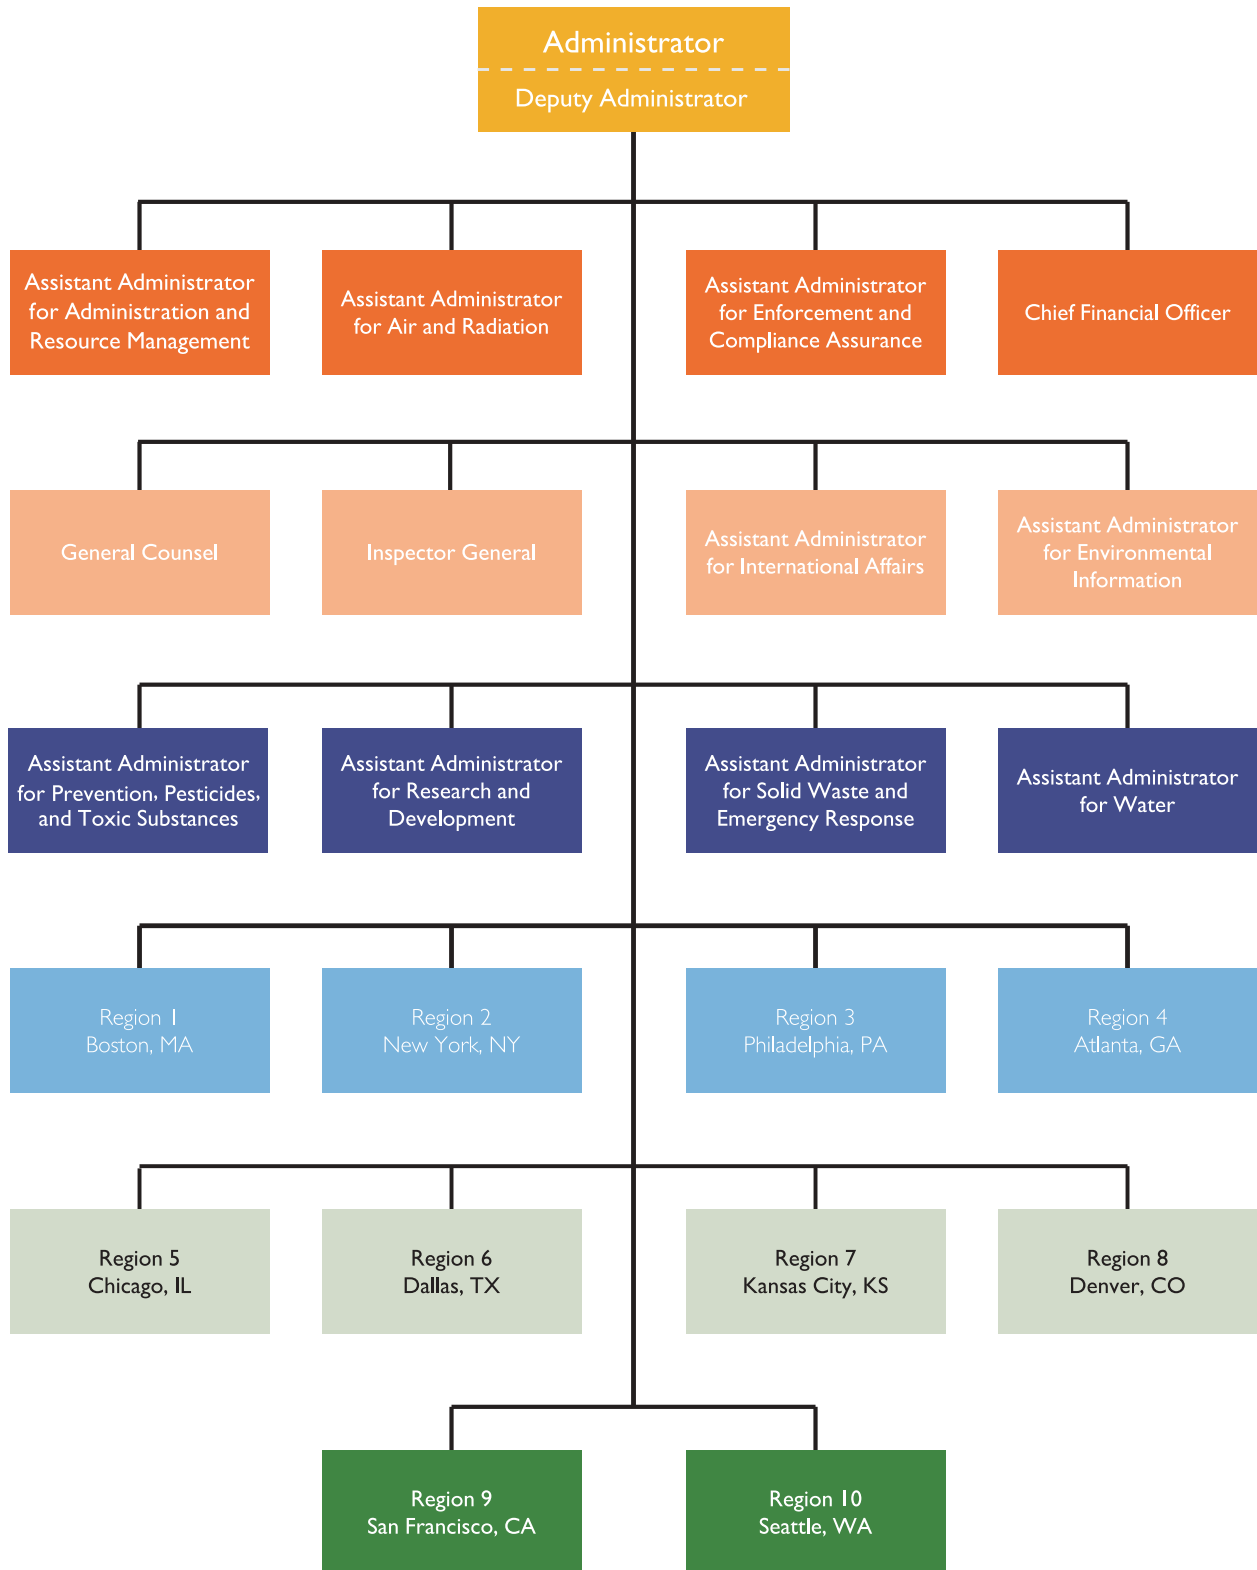 Administrator
Deputy Administrator
Assistant Administrator
for Administration and
Resource Management
Assistant Administrator
for Air and Radiation
Assistant Administrator
for Enforcement and
Compliance Assurance
Chief Financial Officer
General Counsel
Inspector General
Assistant Administrator
for International Affairs
Assistant Administrator
for Environmental
Information
Assistant Administrator
for Prevention, Pesticides,
and Toxic Substances
Assistant Administrator
for Research and
Development
Assistant Administrator
for Solid Waste and
Emergency Response
Assistant Administrator
for Water
Region 1
Boston, MA
Region 2
New York, NY
Region 3
Philadelphia, PA
Region 4
Atlanta, GA
Region 5
Chicago, IL
Region 6
Dallas, TX
Region 7
Kansas City, KS
Region 8
Denver, CO
Region 9
San Francisco, CA
Region 10
Seattle, WA